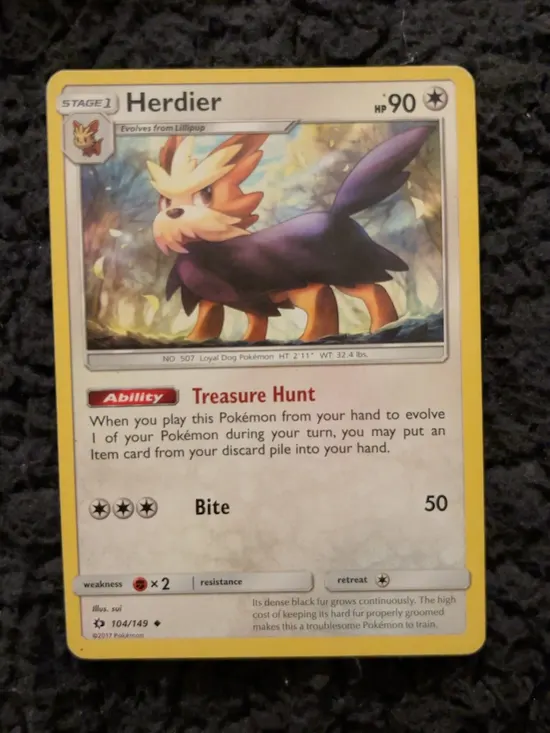 STAGE 1 Herdier HP 90
Evolves from Lillipup
NO. 507 Loyal Dog Pokémon HT: 2'11" WT: 32.4 lbs.
Ability Treasure Hunt
When you play this Pokémon from your hand to evolve
1 of your Pokémon during your turn, you may put an
Item card from your discard pile into your hand.
Bite 50
weakness ×2 resistance retreat
Illus. sui
104/149
©2017 Pokémon
Its dense black fur grows continuously. The high
cost of keeping its hard fur properly groomed
makes this a troublesome Pokémon to train.